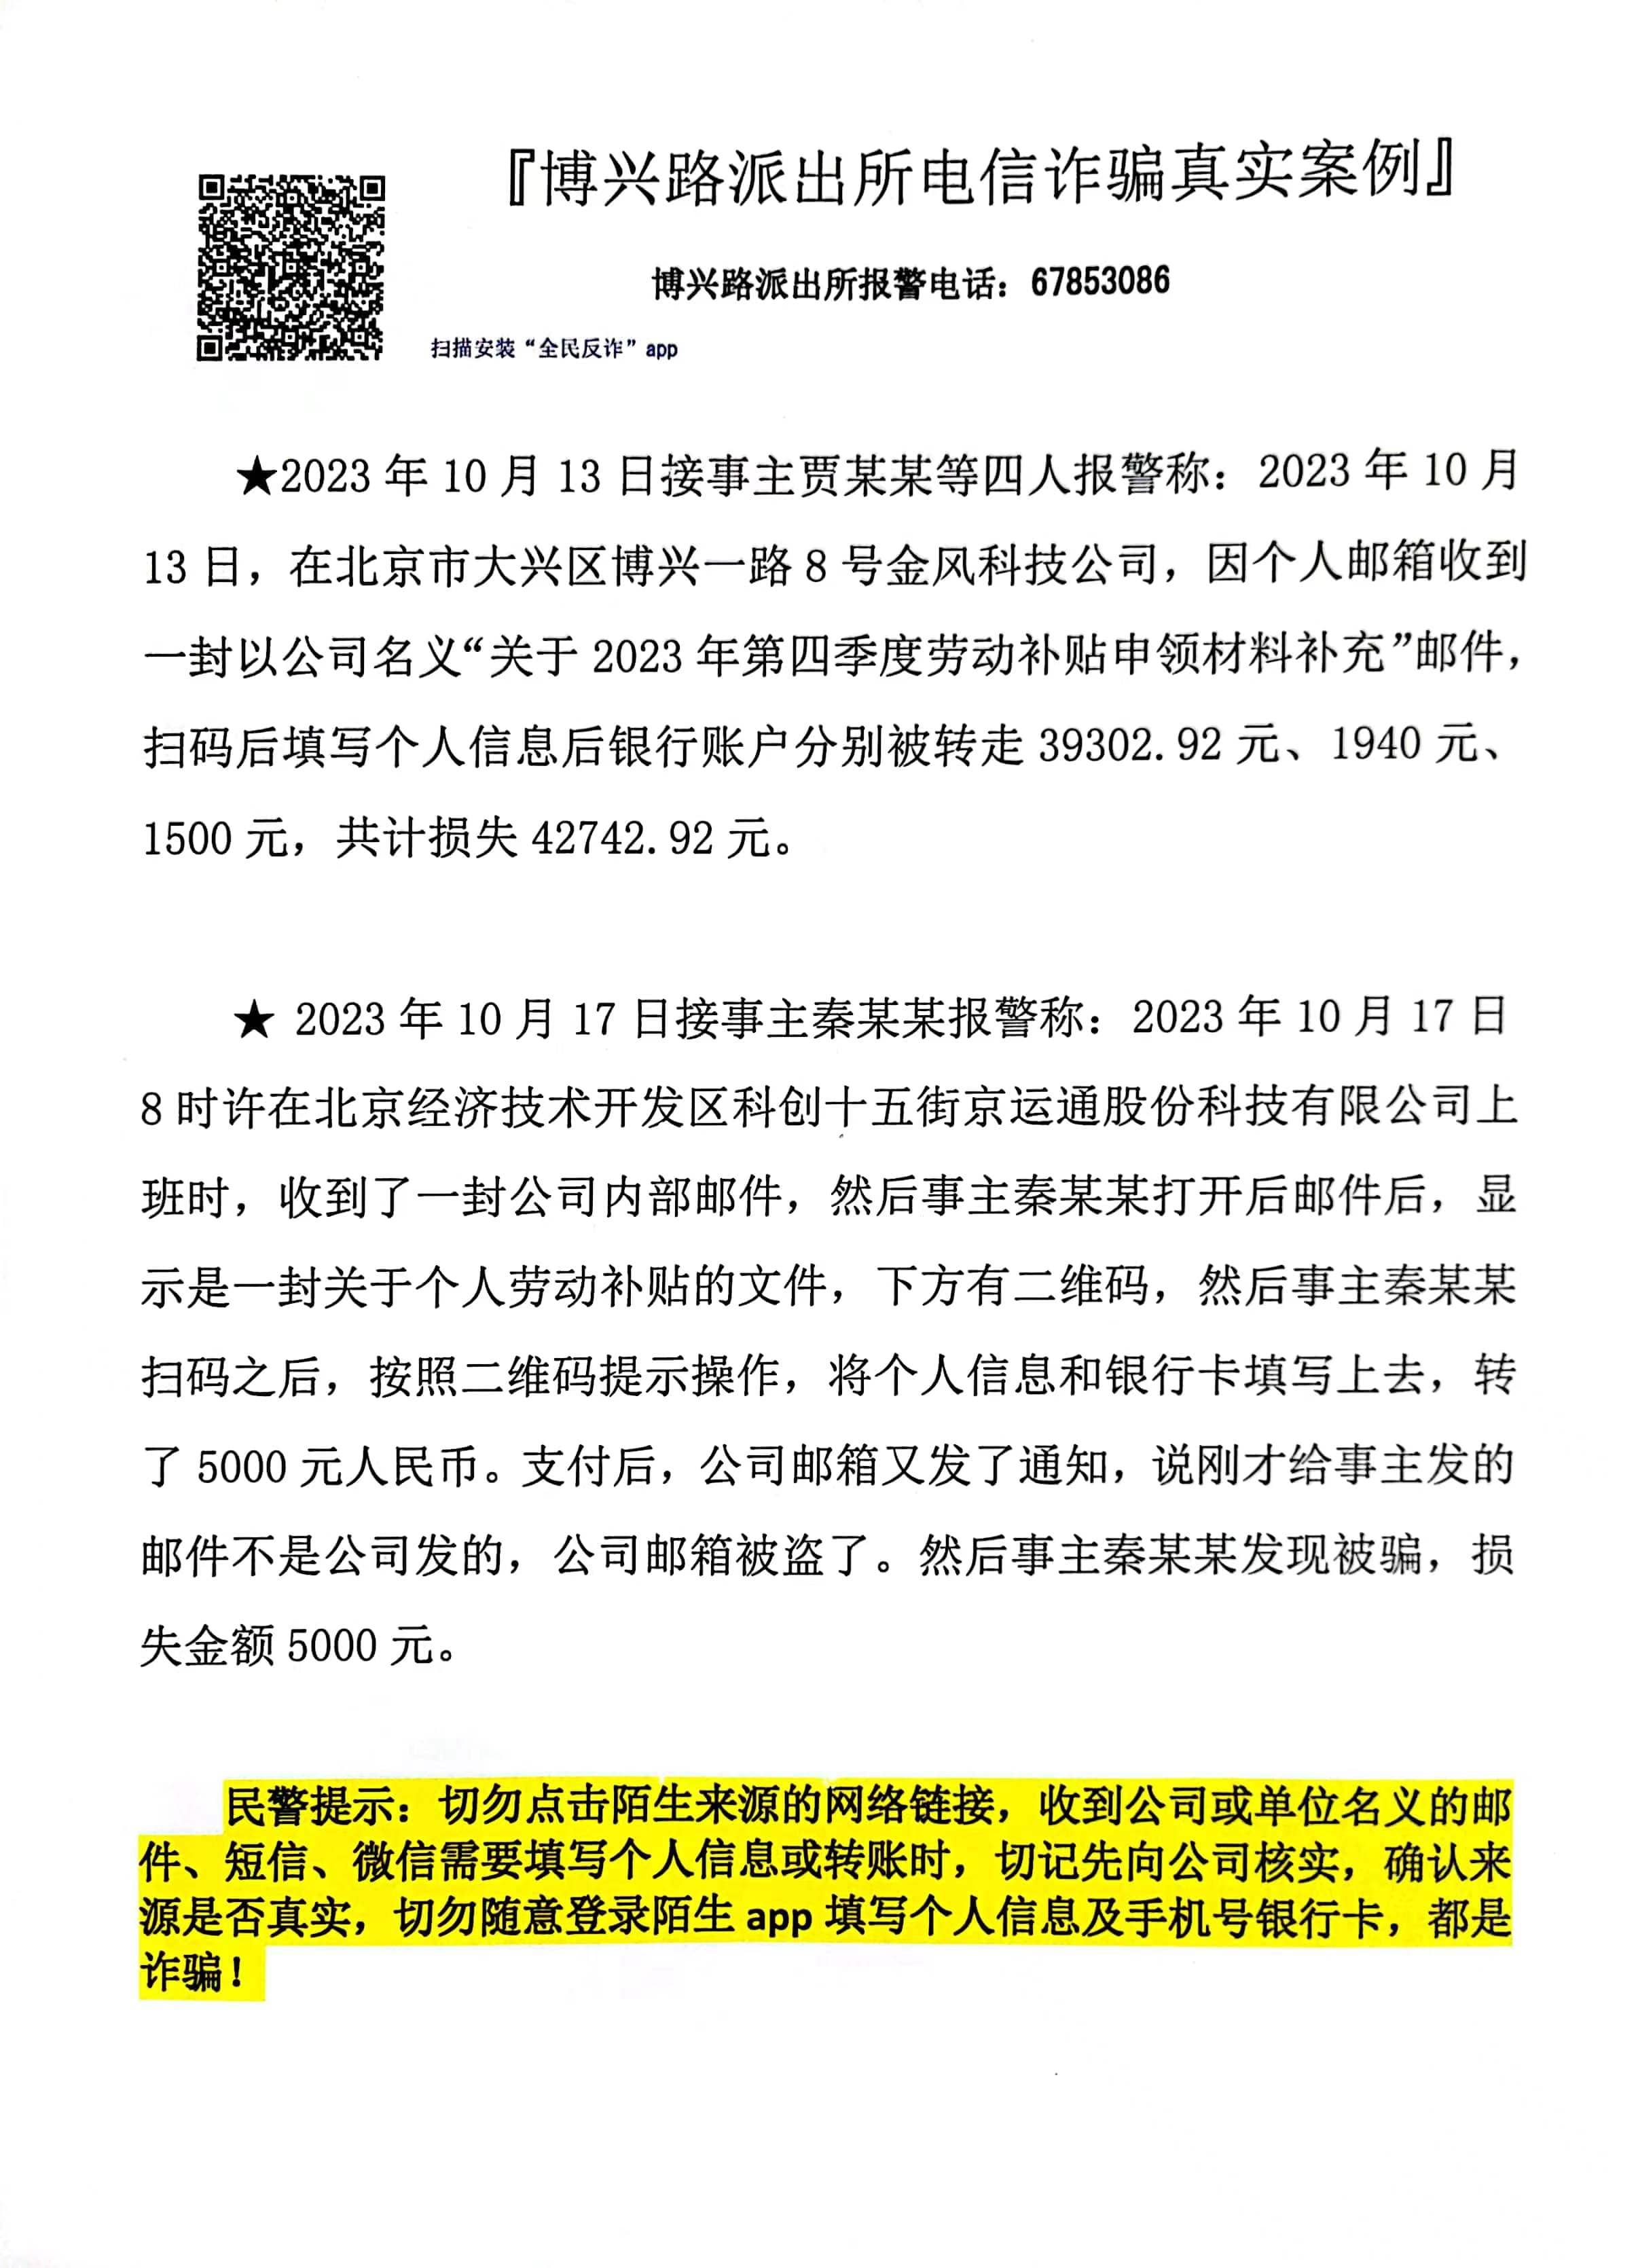 『博兴路派出所电信诈骗真实案例』
博兴路派出所报警电话：67853086
扫描安装“全民反诈”app
★2023 年 10 月 13 日接事主贾某某等四人报警称：2023 年 10 月
13 日，在北京市大兴区博兴一路 8 号金风科技公司，因个人邮箱收到
一封以公司名义“关于 2023 年第四季度劳动补贴申领材料补充”邮件，
扫码后填写个人信息后银行账户分别被转走 39302.92 元、1940 元、
1500 元，共计损失 42742.92 元。
★ 2023 年 10 月 17 日接事主秦某某报警称：2023 年 10 月 17 日
8 时许在北京经济技术开发区科创十五街京运通股份科技有限公司上
班时，收到了一封公司内部邮件，然后事主秦某某打开后邮件后，显
示是一封关于个人劳动补贴的文件，下方有二维码，然后事主秦某某
扫码之后，按照二维码提示操作，将个人信息和银行卡填写上去，转
了 5000 元人民币。支付后，公司邮箱又发了通知，说刚才给事主发的
邮件不是公司发的，公司邮箱被盗了。然后事主秦某某发现被骗，损
失金额 5000 元。
民警提示：切勿点击陌生来源的网络链接，收到公司或单位名义的邮
件、短信、微信需要填写个人信息或转账时，切记先向公司核实，确认来
源是否真实，切勿随意登录陌生 app 填写个人信息及手机号银行卡，都是
诈骗！